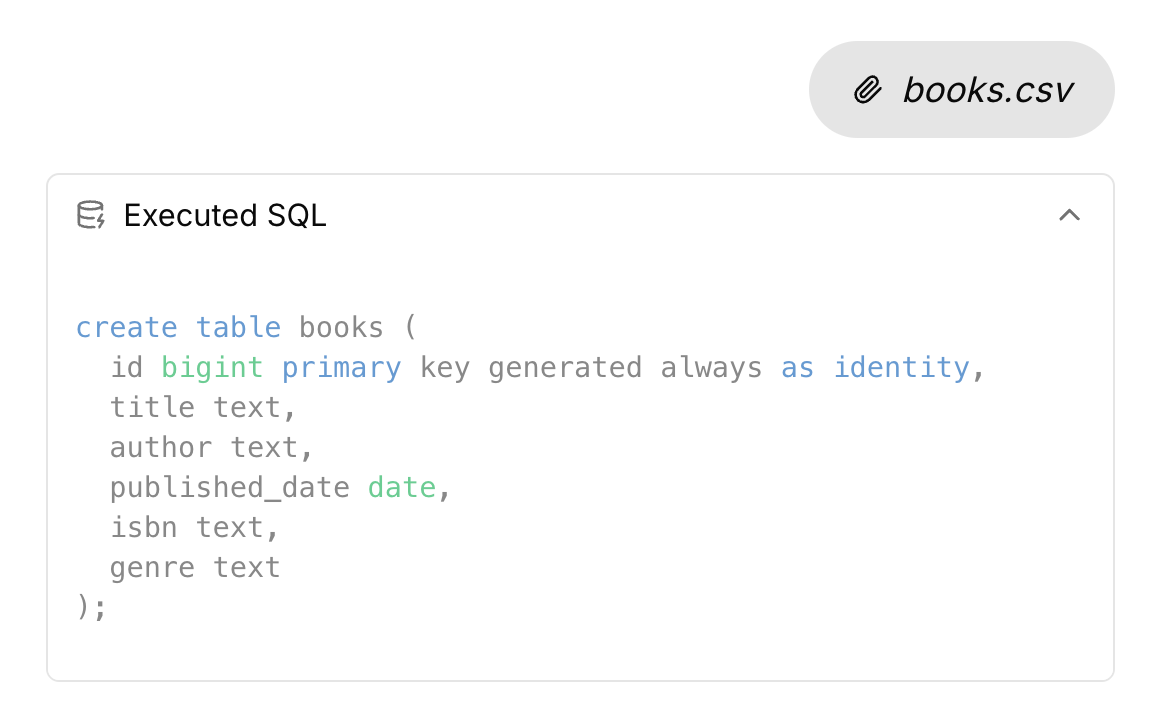 books.csv
Executed SQL
create table books (
  id bigint primary key generated always as identity,
  title text,
  author text,
  published_date date,
  isbn text,
  genre text
);